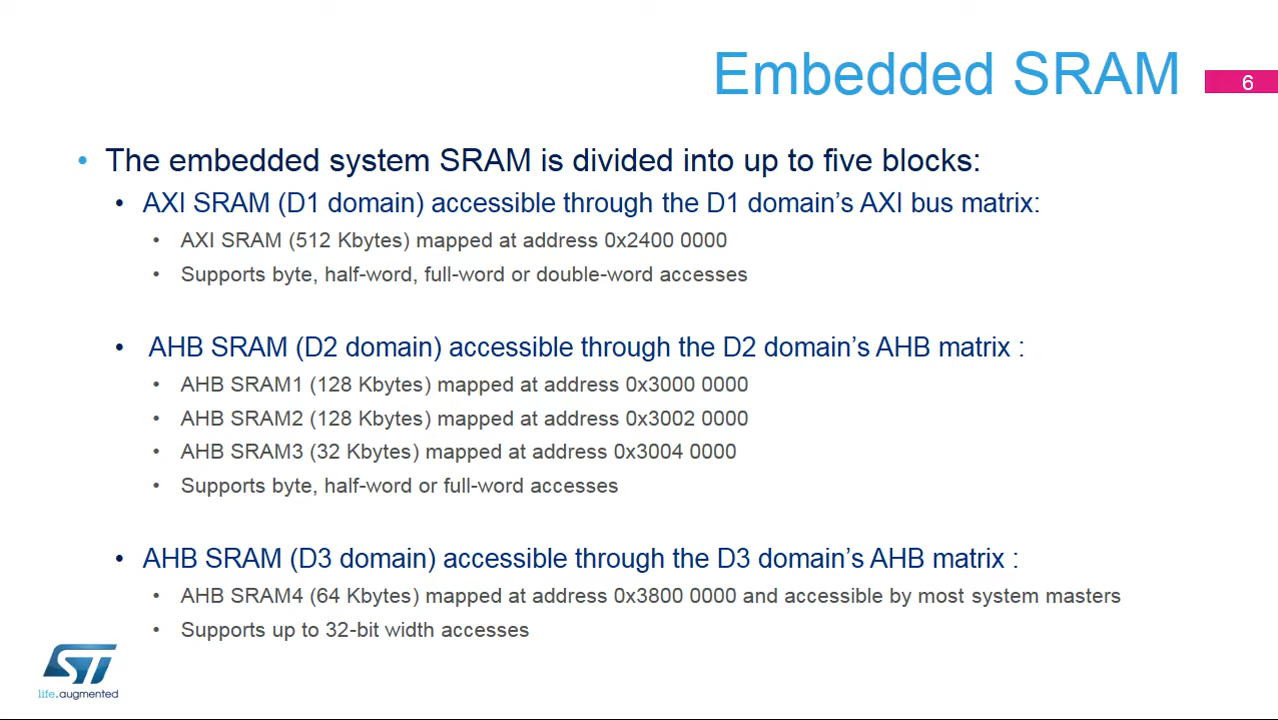 Embedded SRAM
6
• The embedded system SRAM is divided into up to five blocks:
• AXI SRAM (D1 domain) accessible through the D1 domain’s AXI bus matrix:
• AXI SRAM (512 Kbytes) mapped at address 0x2400 0000
• Supports byte, half-word, full-word or double-word accesses
• AHB SRAM (D2 domain) accessible through the D2 domain’s AHB matrix :
• AHB SRAM1 (128 Kbytes) mapped at address 0x3000 0000
• AHB SRAM2 (128 Kbytes) mapped at address 0x3002 0000
• AHB SRAM3 (32 Kbytes) mapped at address 0x3004 0000
• Supports byte, half-word or full-word accesses
• AHB SRAM (D3 domain) accessible through the D3 domain’s AHB matrix :
• AHB SRAM4 (64 Kbytes) mapped at address 0x3800 0000 and accessible by most system masters
• Supports up to 32-bit width accesses
ST
life.augmented